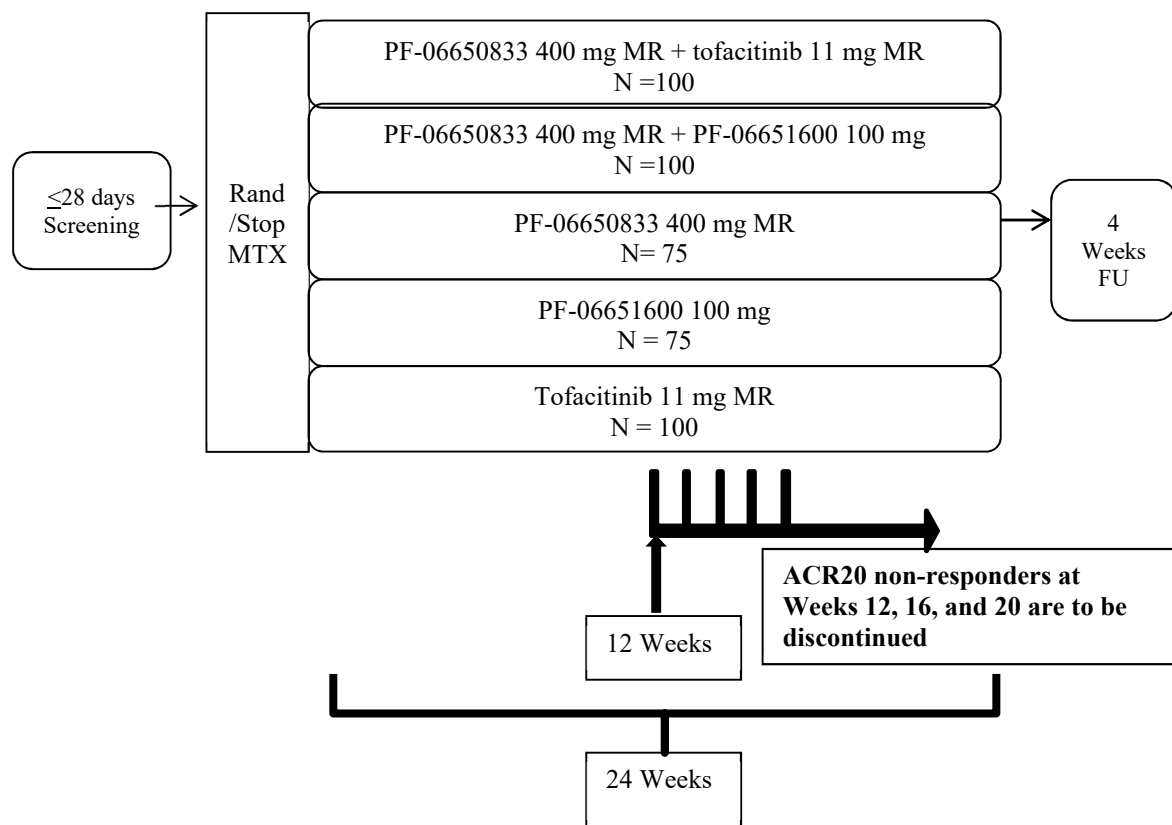 PF-06650833 400 mg MR + tofacitinib 11 mg MR
N =100
PF-06650833 400 mg MR + PF-06651600 100 mg
N =100
≤28 days
Screening
Rand
/Stop
MTX
PF-06650833 400 mg MR
N= 75
4
Weeks
FU
PF-06651600 100 mg
N = 75
Tofacitinib 11 mg MR
N = 100
ACR20 non-responders at
Weeks 12, 16, and 20 are to be
discontinued
12 Weeks
24 Weeks